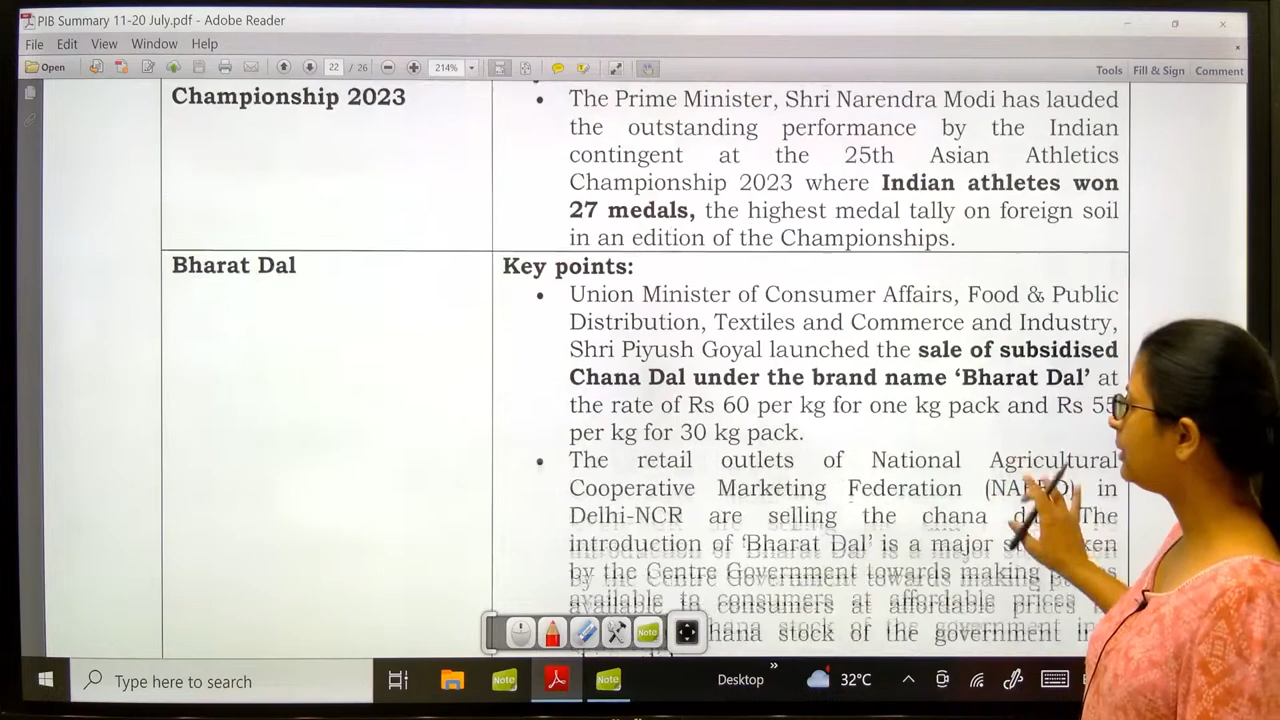 PIB Summary 11-20 July.pdf - Adobe Reader
File Edit View Window Help
Open 22 / 26 214% Tools Fill & Sign Comment
Championship 2023
The Prime Minister, Shri Narendra Modi has lauded
the outstanding performance by the Indian
contingent at the 25th Asian Athletics
Championship 2023 where Indian athletes won
27 medals, the highest medal tally on foreign soil
in an edition of the Championships.
Bharat Dal
Key points:
Union Minister of Consumer Affairs, Food & Public
Distribution, Textiles and Commerce and Industry,
Shri Piyush Goyal launched the sale of subsidised
Chana Dal under the brand name ‘Bharat Dal’ at
the rate of Rs 60 per kg for one kg pack and Rs 55
per kg for 30 kg pack.
The retail outlets of National Agricultural
Cooperative Marketing Federation in
Delhi-NCR are selling the chana The
introduction of ‘Bharat Dal’ is a major
by the Centre Government towards making
available to consumers at affordable prices
stock of the government
Note
Type here to search
Note Note Desktop » 32°C